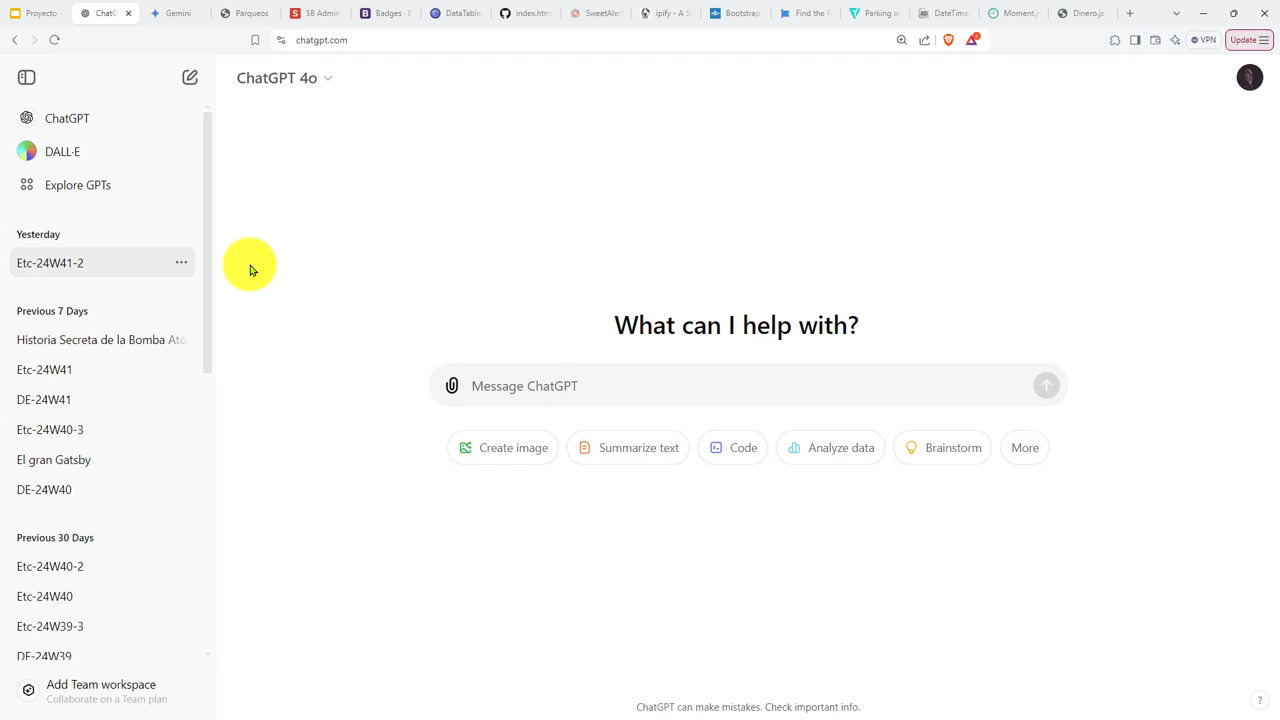 Proyecto
ChatG
Gemini
Parqueos
SB Admin
Badges - B
DataTable
index.htm
SweetAler
ipify - A S
Bootstrap
Find the P
Parking a
DateTime
Moment.j
Dinero.js
chatgpt.com
VPN
Update
ChatGPT 4o
ChatGPT
DALL·E
Explore GPTs
Yesterday
Etc-24W41-2
Previous 7 Days
Historia Secreta de la Bomba Ató
Etc-24W41
DE-24W41
Etc-24W40-3
El gran Gatsby
DE-24W40
Previous 30 Days
Etc-24W40-2
Etc-24W40
Etc-24W39-3
DE-24W39
Add Team workspace
Collaborate on a Team plan
What can I help with?
Message ChatGPT
Create image
Summarize text
Code
Analyze data
Brainstorm
More
ChatGPT can make mistakes. Check important info.
?